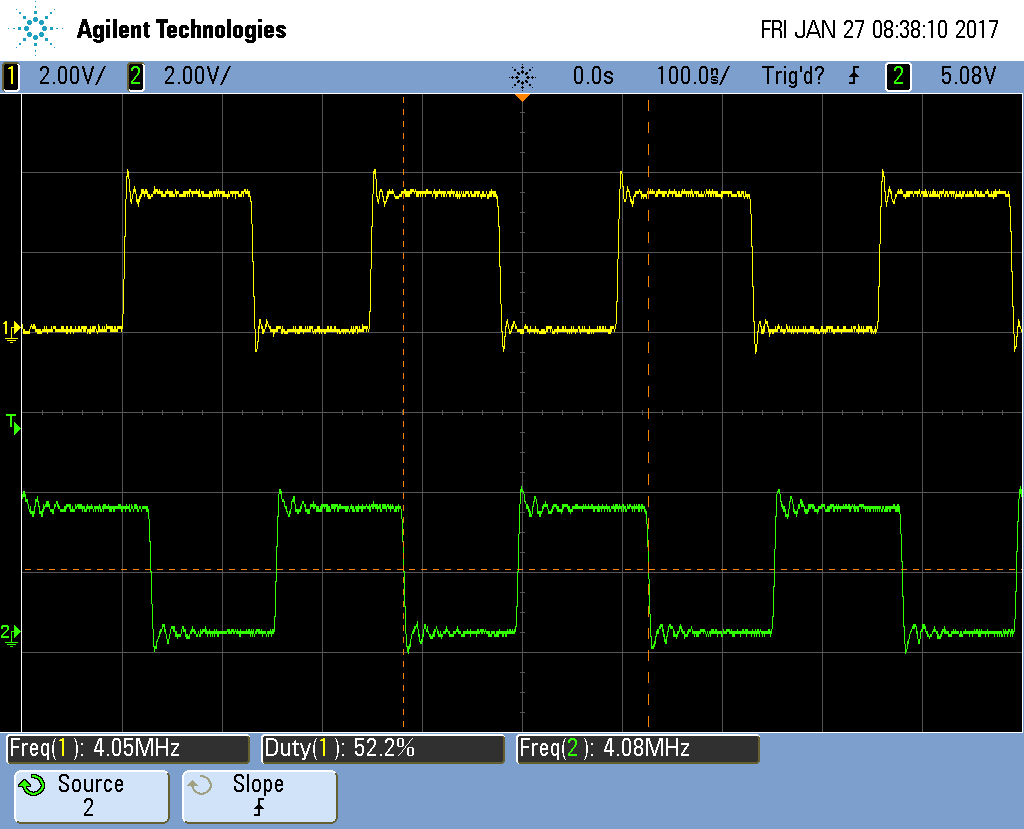 Agilent Technologies FRI JAN 27 08:38:10 2017
1 2.00V/ 2 2.00V/ 0.0s 100.0ns/ Trig'd? 2 5.08V
1
T
2
Freq(1): 4.05MHz Duty(1): 52.2% Freq(2): 4.08MHz
Source Slope
2